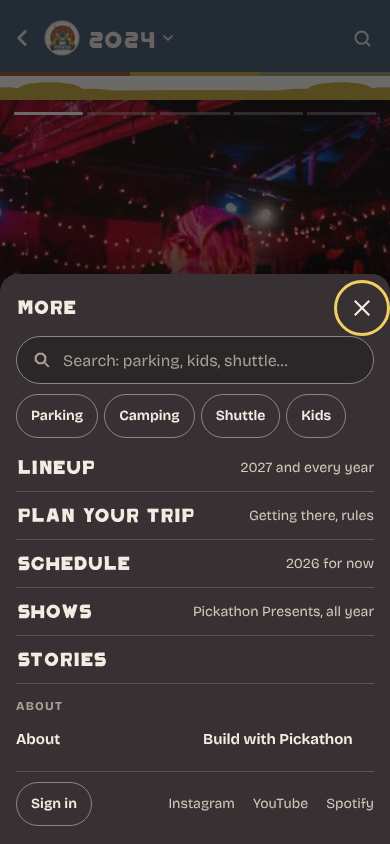 2024
MORE
Search: parking, kids, shuttle...
Parking Camping Shuttle Kids
LINEUP 2027 and every year
PLAN YOUR TRIP Getting there, rules
SCHEDULE 2026 for now
SHOWS Pickathon Presents, all year
STORIES
ABOUT
About Build with Pickathon
Sign in Instagram YouTube Spotify